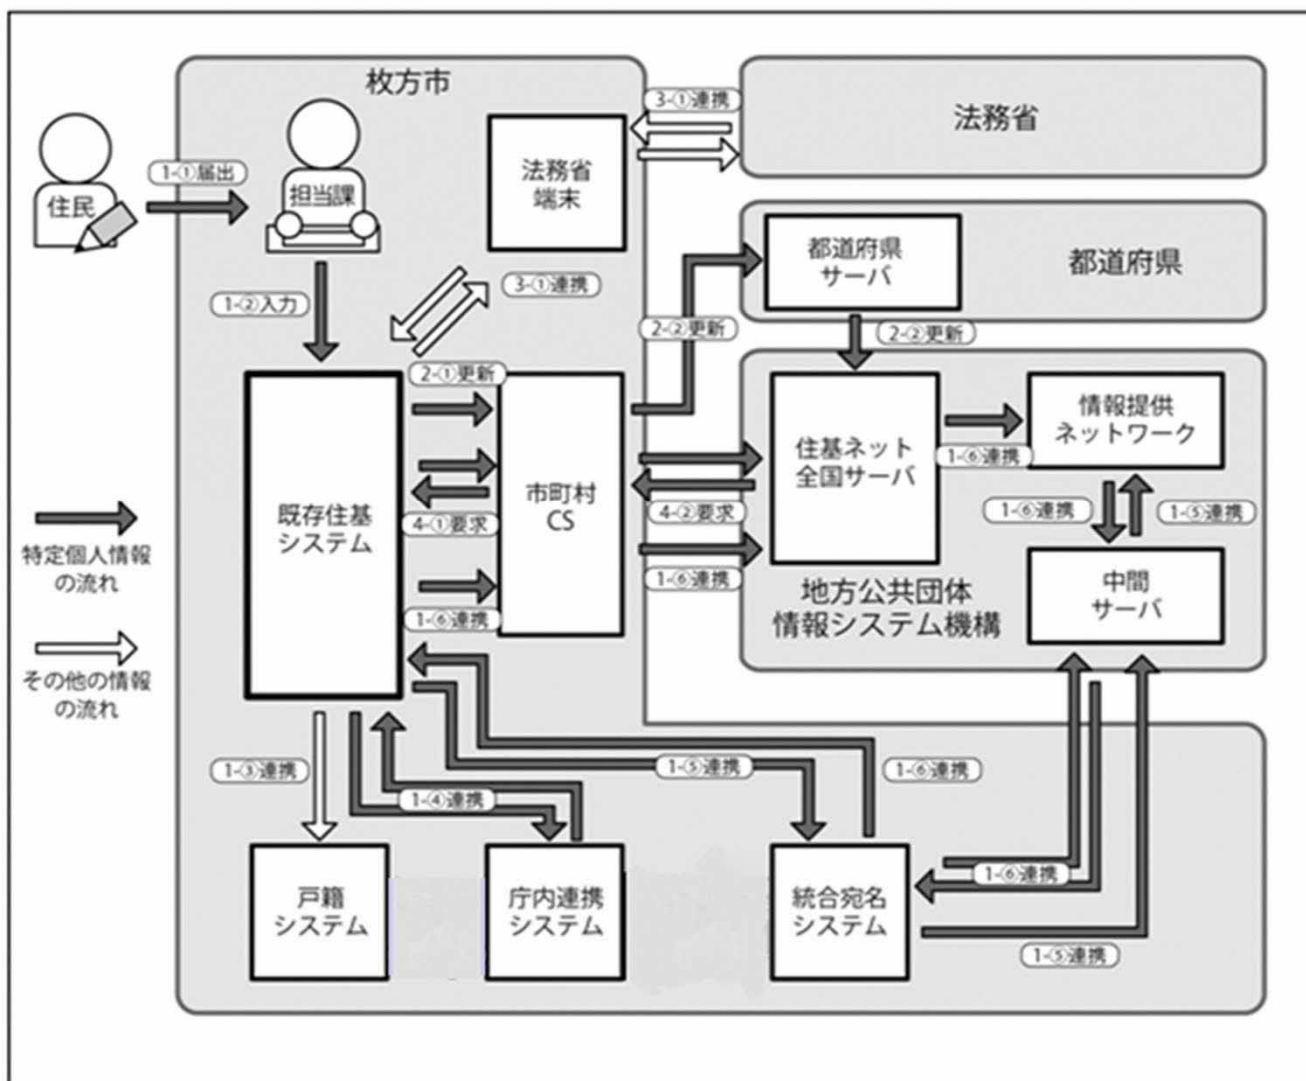 枚方市
法務省
3-①連携
法務省
端末
住民
1-①届出
担当課
都道府県
サーバ
都道府県
1-②入力
3-①連携
2-②更新
2-②更新
2-①更新
既存住基
システム
市町村
CS
住基ネット
全国サーバ
情報提供
ネットワーク
1-⑥連携
4-①要求
4-②要求
1-⑥連携
1-⑤連携
1-⑥連携
1-⑥連携
中間
サーバ
地方公共団体
情報システム機構
特定個人情報
の流れ
その他の情報
の流れ
1-③連携
1-④連携
1-⑤連携
1-⑥連携
戸籍
システム
庁内連携
システム
統合宛名
システム
1-⑥連携
1-⑤連携